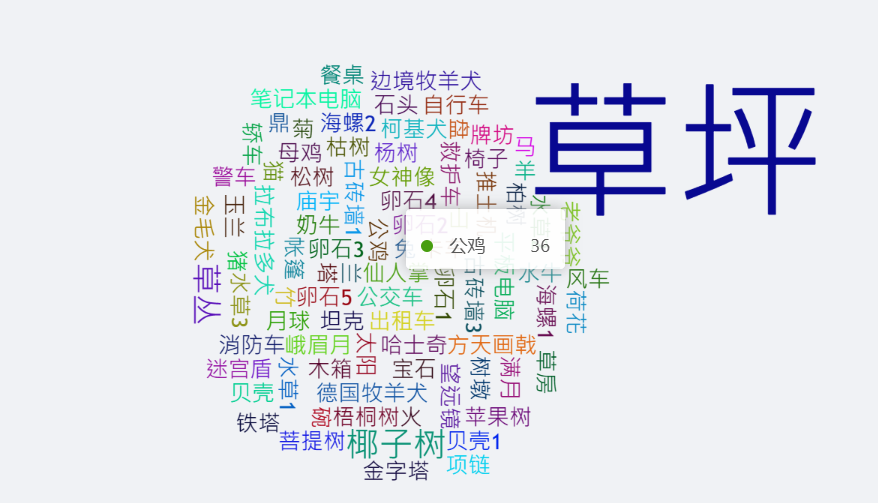 餐桌
边境牧羊犬
草坪
笔记本电脑
石头
自行车
鼎
菊
海螺2
柯基犬
牌坊
马
轿车
母鸡
枯树
杨树
救护车
椅子
羊
警车
猫
松树
古砖墙1
女神像
推土机
柏树
水草
金毛犬
玉兰
拉布拉多犬
庙宇
卵石4
老爷爷
奶牛
公鸡
卵石2
山
公鸡
36
帐篷
卵石3
平板电脑
猪
塔
兰
仙人掌
卵石1
古砖墙3
水牛
风车
草丛
水草3
竹
卵石5
公交车
海螺1
荷花
月球
坦克
出租车
消防车
峨眉月
太阳
哈士奇
方天画戟
迷宫盾
水草1
木箱
宝石
望远镜
树墩
满月
草房
贝壳
德国牧羊犬
铁塔
碗
梧桐树
火
苹果树
菩提树
椰子树
贝壳1
金字塔
项链